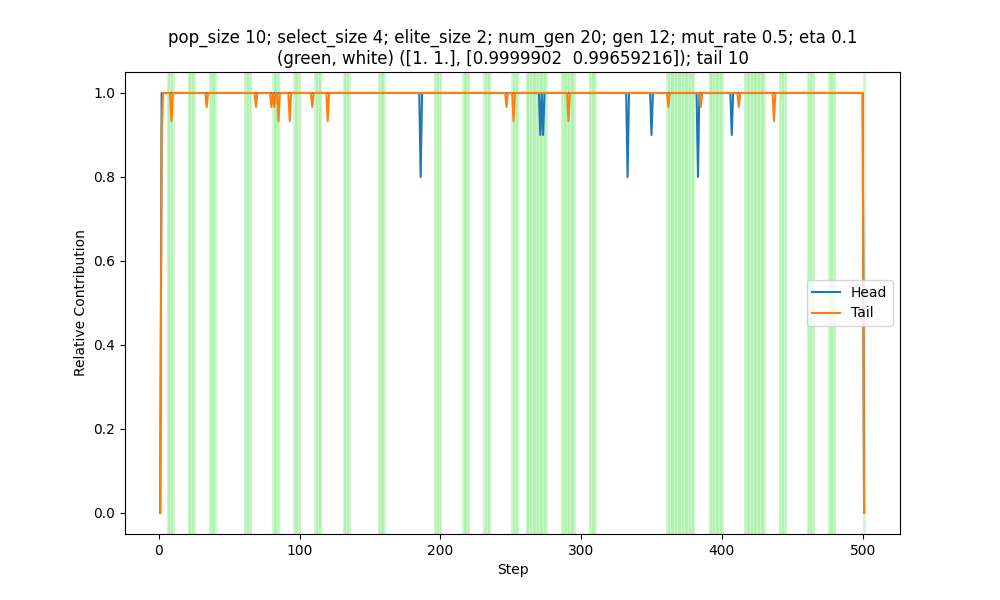 pop_size 10; select_size 4; elite_size 2; num_gen 20; gen 12; mut_rate 0.5; eta 0.1
(green, white) ([1. 1.], [0.9999902  0.99659216]); tail 10
1.0
0.8
0.6
0.4
0.2
0.0
Relative Contribution
Head
Tail
0
100
200
300
400
500
Step